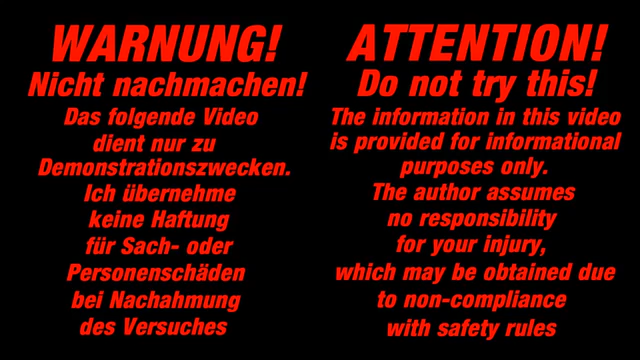 WARNUNG!
Nicht nachmachen!
Das folgende Video
dient nur zu
Demonstrationszwecken.
Ich übernehme
keine Haftung
für Sach- oder
Personenschäden
bei Nachahmung
des Versuches
ATTENTION!
Do not try this!
The information in this video
is provided for informational
purposes only.
The author assumes
no responsibility
for your injury,
which may be obtained due
to non-compliance
with safety rules